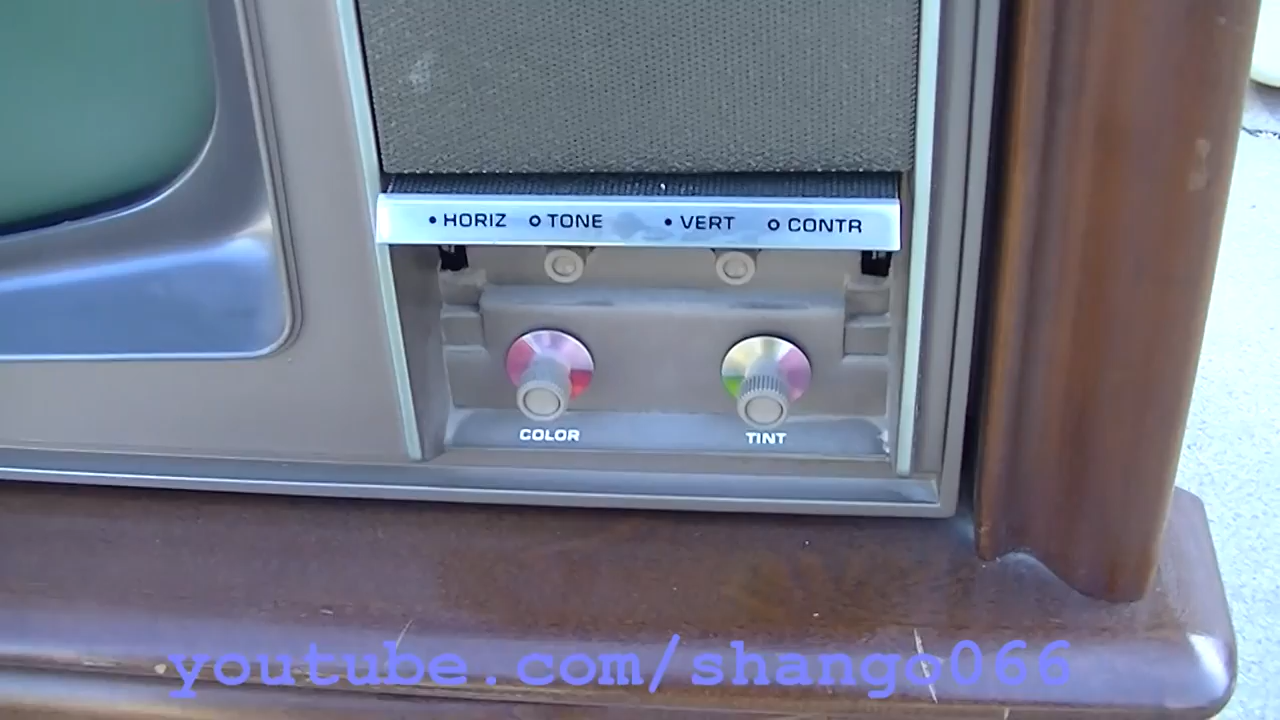 • HORIZ o TONE • VERT o CONTR
COLOR TINT
youtube.com/shango066